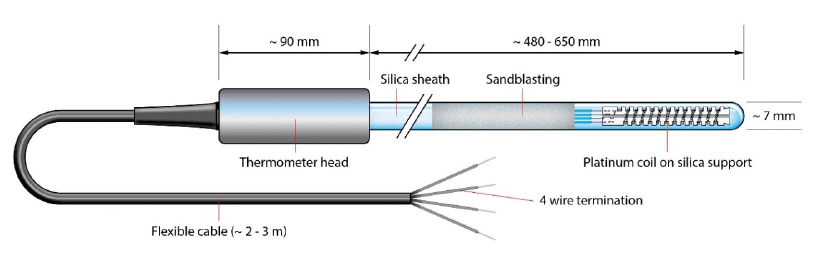 ~ 90 mm
~ 480 - 650 mm
Silica sheath
Sandblasting
~ 7 mm
Thermometer head
Platinum coil on silica support
4 wire termination
Flexible cable (~ 2 - 3 m)